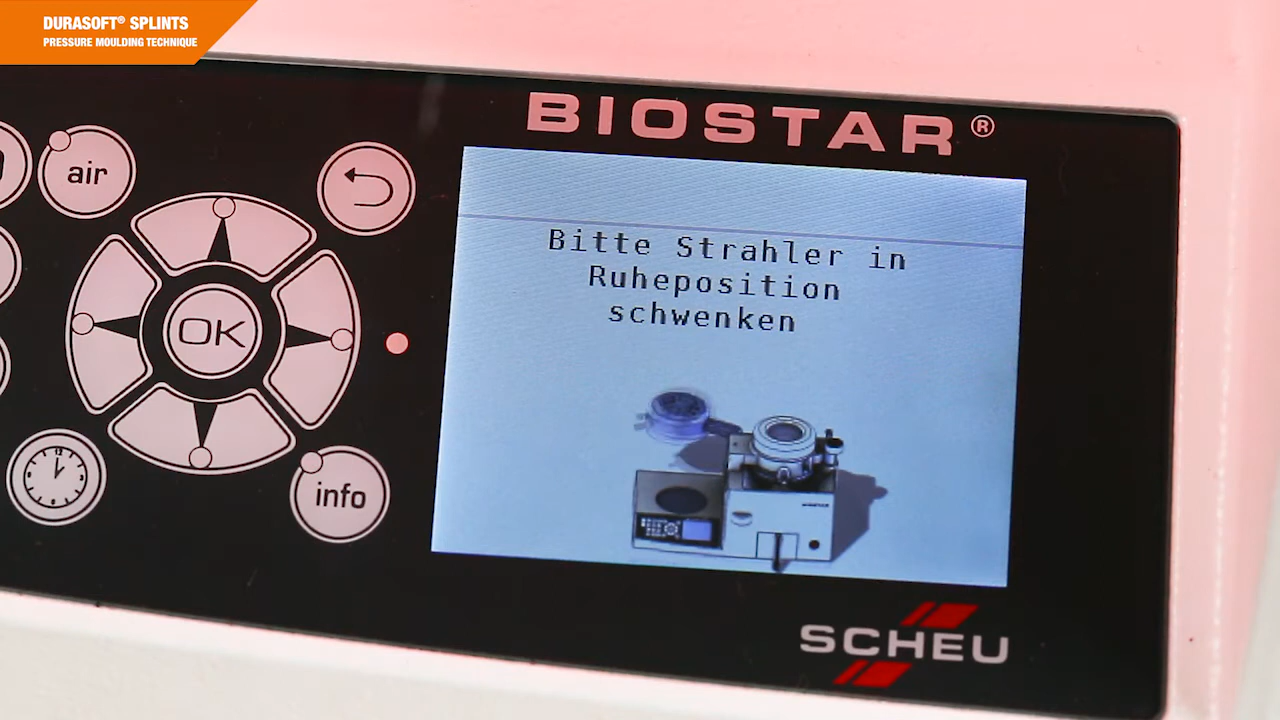 DURASOFT® SPLINTS
PRESSURE MOULDING TECHNIQUE
BIOSTAR®
air
Bitte Strahler in
Ruheposition
schwenken
OK
info
SCHEU